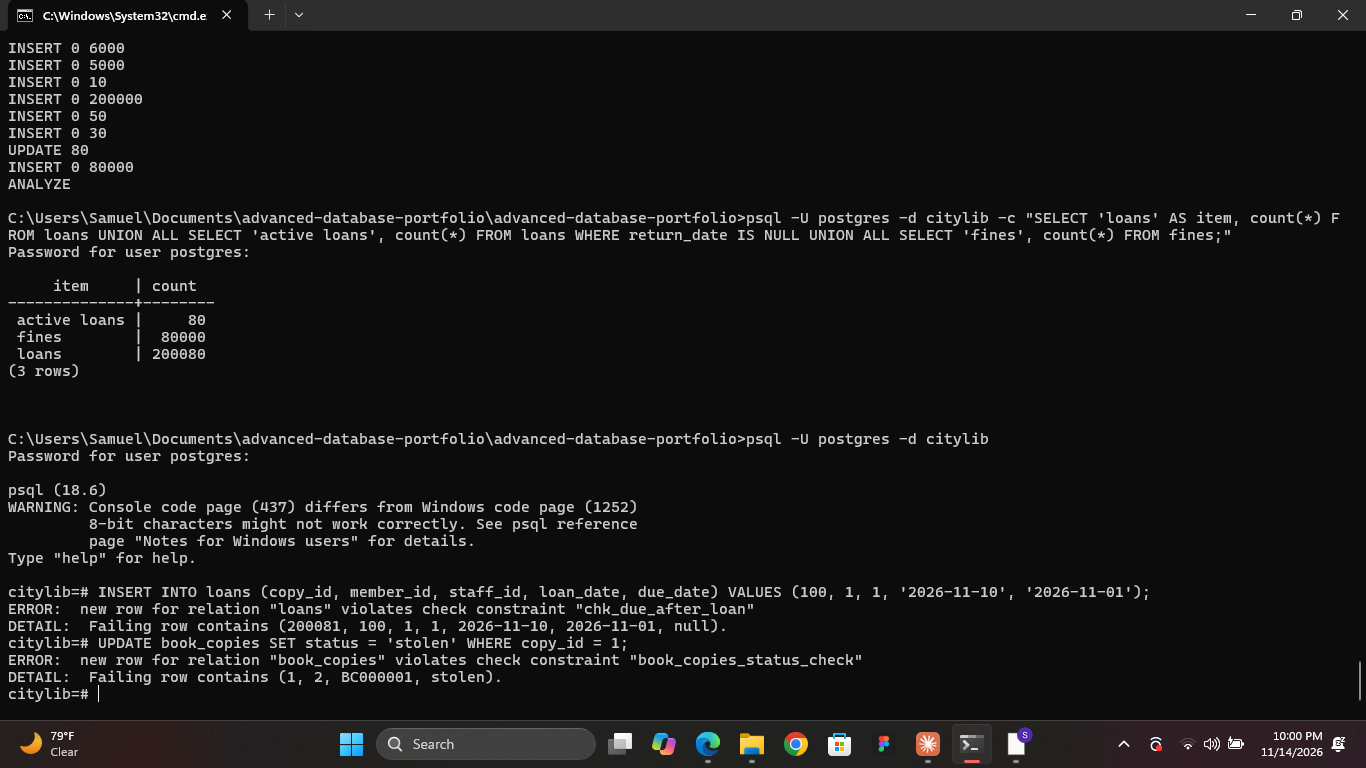 C:\Windows\System32\cmd.e
INSERT 0 6000
INSERT 0 5000
INSERT 0 10
INSERT 0 200000
INSERT 0 50
INSERT 0 30
UPDATE 80
INSERT 0 80000
ANALYZE
C:\Users\Samuel\Documents\advanced-database-portfolio\advanced-database-portfolio>psql -U postgres -d citylib -c "SELECT 'loans' AS item, count(*) F
ROM loans UNION ALL SELECT 'active loans', count(*) FROM loans WHERE return_date IS NULL UNION ALL SELECT 'fines', count(*) FROM fines;"
Password for user postgres:
item | count
--------------+--------
active loans | 80
fines | 80000
loans | 200080
(3 rows)
C:\Users\Samuel\Documents\advanced-database-portfolio\advanced-database-portfolio>psql -U postgres -d citylib
Password for user postgres:
psql (18.6)
WARNING: Console code page (437) differs from Windows code page (1252)
8-bit characters might not work correctly. See psql reference
page "Notes for Windows users" for details.
Type "help" for help.
citylib=# INSERT INTO loans (copy_id, member_id, staff_id, loan_date, due_date) VALUES (100, 1, 1, '2026-11-10', '2026-11-01');
ERROR:  new row for relation "loans" violates check constraint "chk_due_after_loan"
DETAIL:  Failing row contains (200081, 100, 1, 1, 2026-11-10, 2026-11-01, null).
citylib=# UPDATE book_copies SET status = 'stolen' WHERE copy_id = 1;
ERROR:  new row for relation "book_copies" violates check constraint "book_copies_status_check"
DETAIL:  Failing row contains (1, 2, BC000001, stolen).
citylib=#
79°F
Clear
Search
S
10:00 PM
11/14/2026